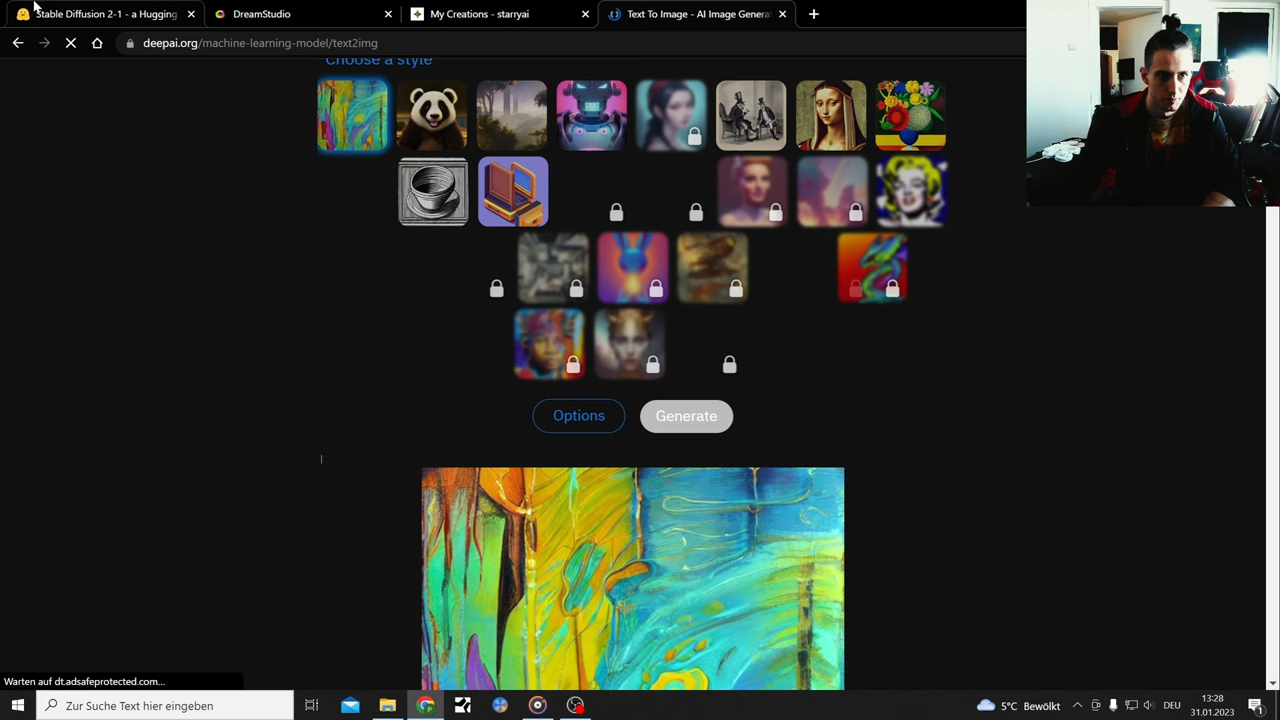 Stable Diffusion 2-1 - a Hugging
DreamStudio
My Creations - starryai
Text To Image - AI Image Generat
deepai.org/machine-learning-model/text2img
Choose a style
Options
Generate
Warten auf dt.adsafeprotected.com...
Zur Suche Text hier eingeben
5°C Bewölkt
DEU
13:28
31.01.2023